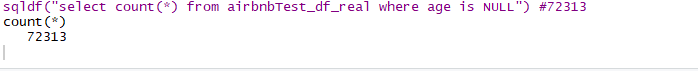 sqldf("select count(*) from airbnbTest_df_real where age is NULL") #72313
count(*)
72313